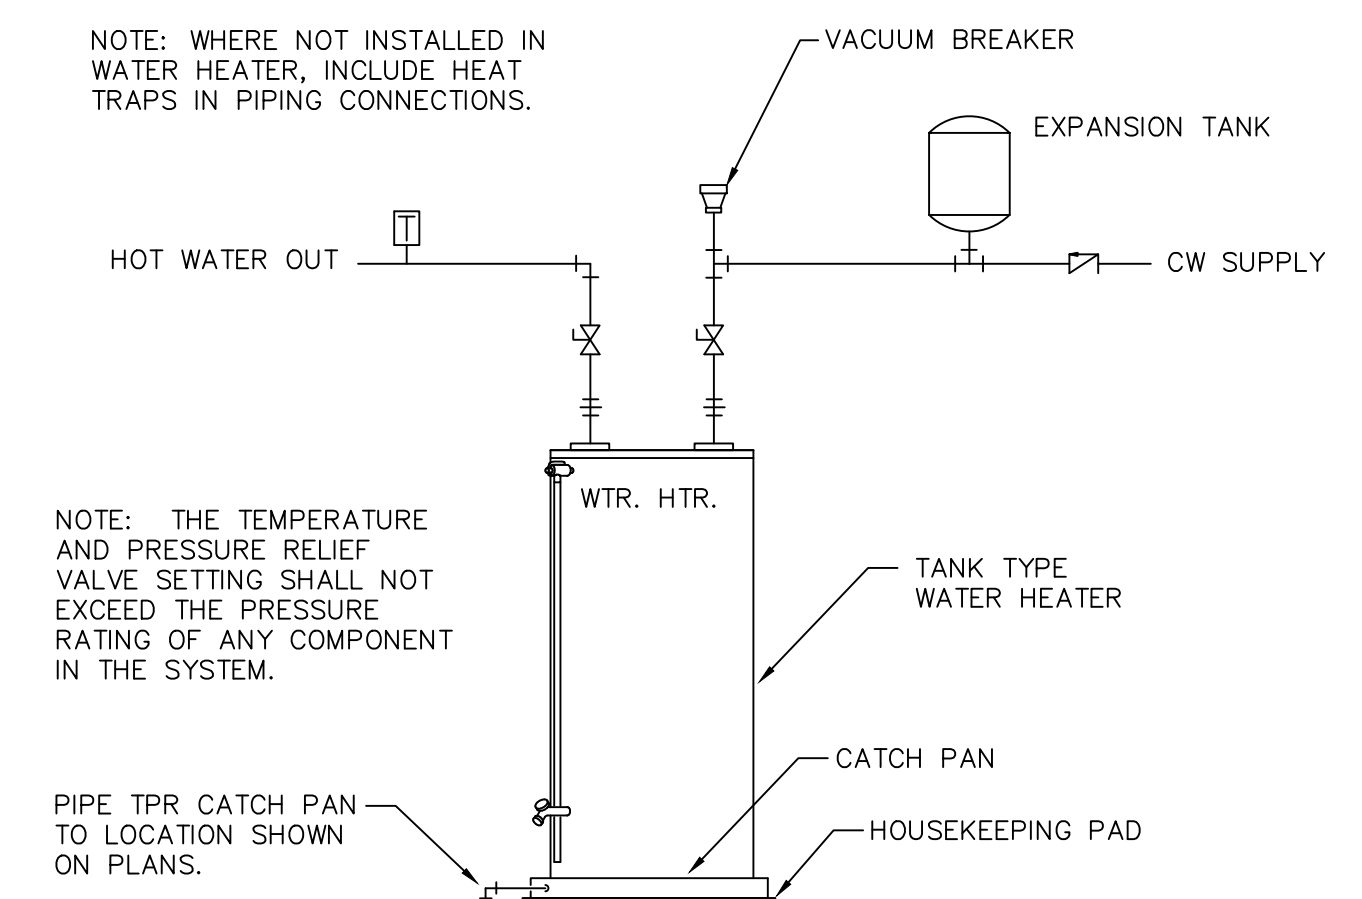 NOTE: WHERE NOT INSTALLED IN
WATER HEATER, INCLUDE HEAT
TRAPS IN PIPING CONNECTIONS.
VACUUM BREAKER
EXPANSION TANK
T
HOT WATER OUT
CW SUPPLY
WTR. HTR.
NOTE: THE TEMPERATURE
AND PRESSURE RELIEF
VALVE SETTING SHALL NOT
EXCEED THE PRESSURE
RATING OF ANY COMPONENT
IN THE SYSTEM.
TANK TYPE
WATER HEATER
CATCH PAN
PIPE TPR CATCH PAN
TO LOCATION SHOWN
ON PLANS.
HOUSEKEEPING PAD